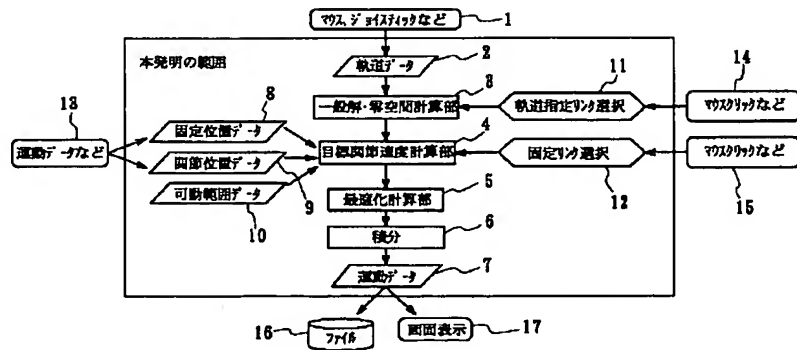 マウス、ジョイスティックなど
1
本発明の範囲
軌道データ
2
3
一般解・零空間計算部
軌道指定リンク選択
11
マウスクリックなど
14
8
固定位置データ
13
運動データなど
4
目標関節速度計算部
固定リンク選択
12
マウスクリックなど
15
関節位置データ
9
可動範囲データ
10
5
最適化計算部
6
積分
運動データ
7
16
ファイル
画面表示
17